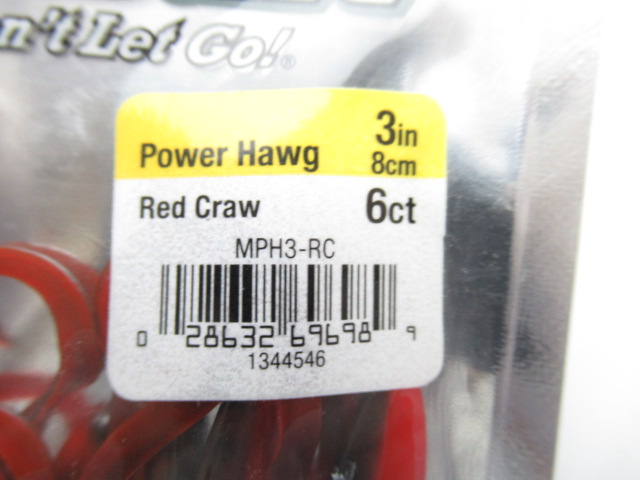 n't Let Go!®
Power Hawg
3in
8cm
Red Craw
6ct
MPH3-RC
0 28632 69698 9
1344546